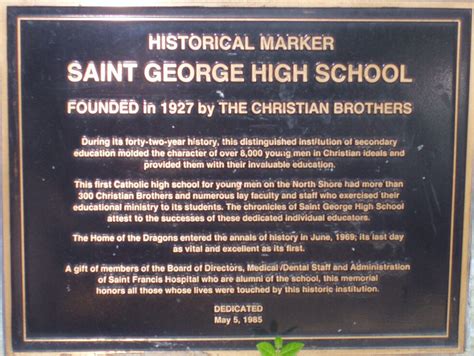 HISTORICAL MARKER
SAINT GEORGE HIGH SCHOOL
FOUNDED in 1927 by THE CHRISTIAN BROTHERS
During its forty-two-year history, this distinguished institution of secondary
education molded the character of over 8,000 young men in Christian ideals and
provided them with their invaluable education.
This first Catholic high school for young men on the North Shore had more than
300 Christian Brothers and numerous lay faculty and staff who exercised their
educational ministry to its students. The chronicles of Saint George High School
attest to the successes of these dedicated individual educators.
The Home of the Dragons entered the annals of history in June, 1969; its last day
as vital and excellent as its first.
A gift of members of the Board of Directors, Medical/Dental Staff and Administration
of Saint Francis Hospital who are alumni of the school, this memorial
honors all those whose lives were touched by this historic institution.
DEDICATED
May 5, 1985